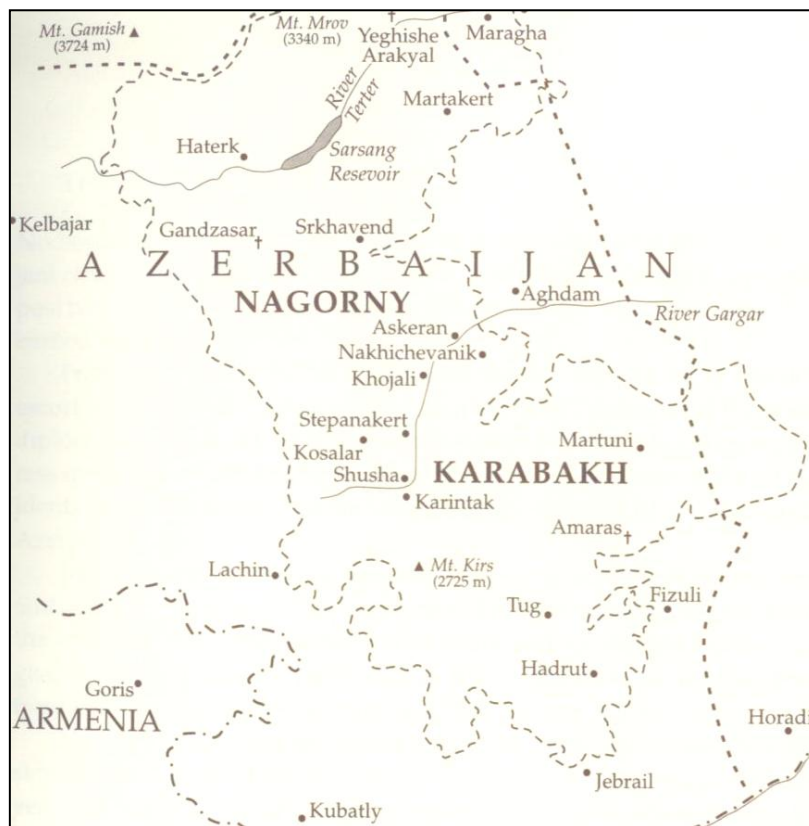 Mt. Gamish
(3724 m)
Mt. Mrov
(3340 m)
Yeghishe
Arakyal
Maragha
River
Terter
Martakert
Haterk
Sarsang
Resevoir
Kelbajar
Gandzasar
Srkhavend
AZERBAIJAN
NAGORNY
Aghdam
River Gargar
Askeran
Nakhichevanik
Khojali
Stepanakert
Kosalar
Martuni
Shusha
KARABAKH
Karintak
Amaras
Lachin
Mt. Kirs
(2725 m)
Tug
Fizuli
Goris
Hadrut
ARMENIA
Horadi
Jebrail
Kubatly